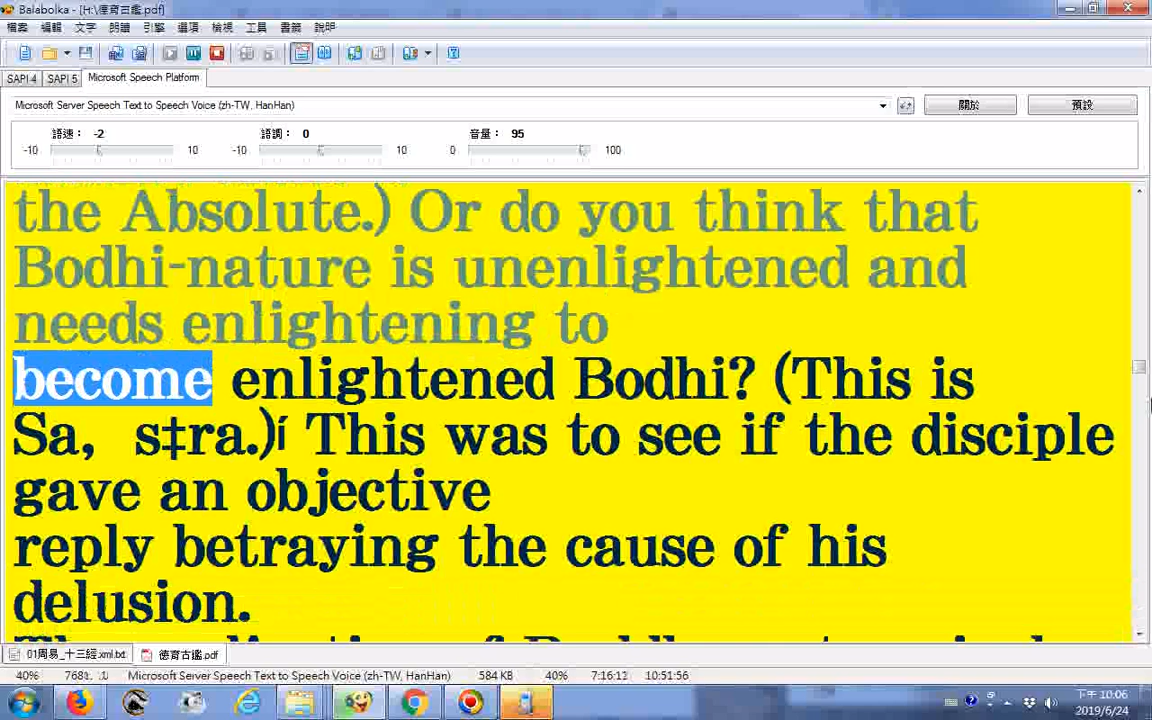 Balabolka - [H:\德育古鑑.pdf]
檔案 編輯 文字 朗讀 引擎 選項 檢視 工具 書籤 說明
SAPI 4 SAPI 5 Microsoft Speech Platform
Microsoft Server Speech Text to Speech Voice (zh-TW, HanHan) 關於 預設
語速： -2 語調： 0 音量： 95
-10 10 -10 10 0 100
the Absolute.) Or do you think that
Bodhi-nature is unenlightened and
needs enlightening to
become enlightened Bodhi? (This is
Sa, s‡ra.)í This was to see if the disciple
gave an objective
reply betraying the cause of his
delusion.
01周易_十三經.xml.txt 德育古鑑.pdf
40% Microsoft Server Speech Text to Speech Voice (zh-TW, HanHan) 584 KB 40% 7:16:12 10:51:56
下午 10:06
2019/6/24